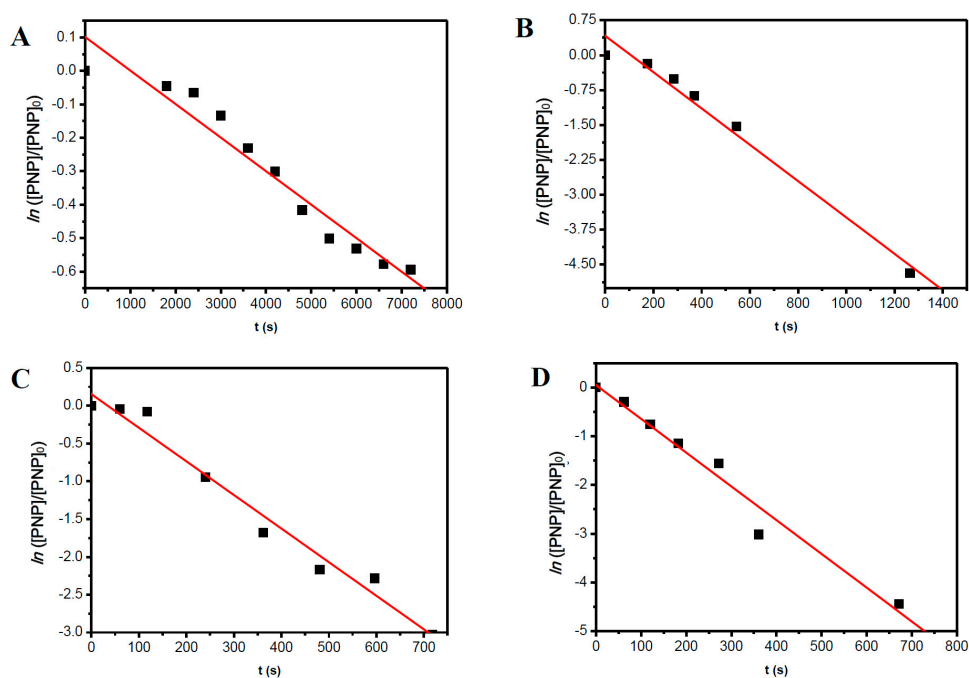 A
0.1
0.0
-0.1
-0.2
-0.3
-0.4
-0.5
-0.6
ln ([PNP]/[PNP]0)
0 1000 2000 3000 4000 5000 6000 7000 8000
t (s)
B
0.75
0.00
-0.75
-1.50
-2.25
-3.00
-3.75
-4.50
ln ([PNP]/[PNP]0)
0 200 400 600 800 1000 1200 1400
t (s)
C
0.5
0.0
-0.5
-1.0
-1.5
-2.0
-2.5
-3.0
ln ([PNP]/[PNP]0)
0 100 200 300 400 500 600 700
t (s)
D
0
-1
-2
-3
-4
-5
ln ([PNP]/[PNP]0)
0 100 200 300 400 500 600 700 800
t (s)